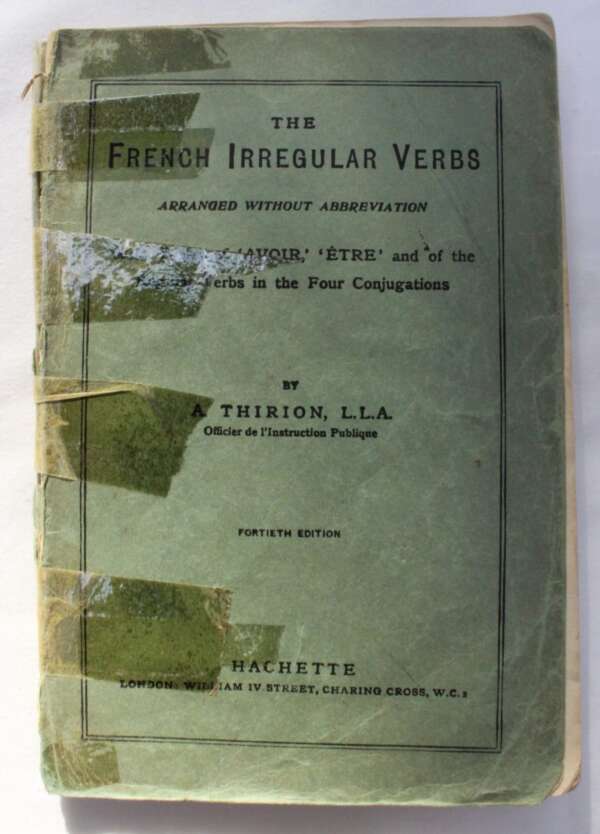 THE
FRENCH IRREGULAR VERBS
ARRANGED WITHOUT ABBREVIATION
of 'AVOIR,' 'ÊTRE' and of the
Verbs in the Four Conjugations
BY
A. THIRION, L.L.A.
Officier de l'Instruction Publique
FORTIETH EDITION
HACHETTE
LONDON: WILLIAM IV STREET, CHARING CROSS, W.C.2